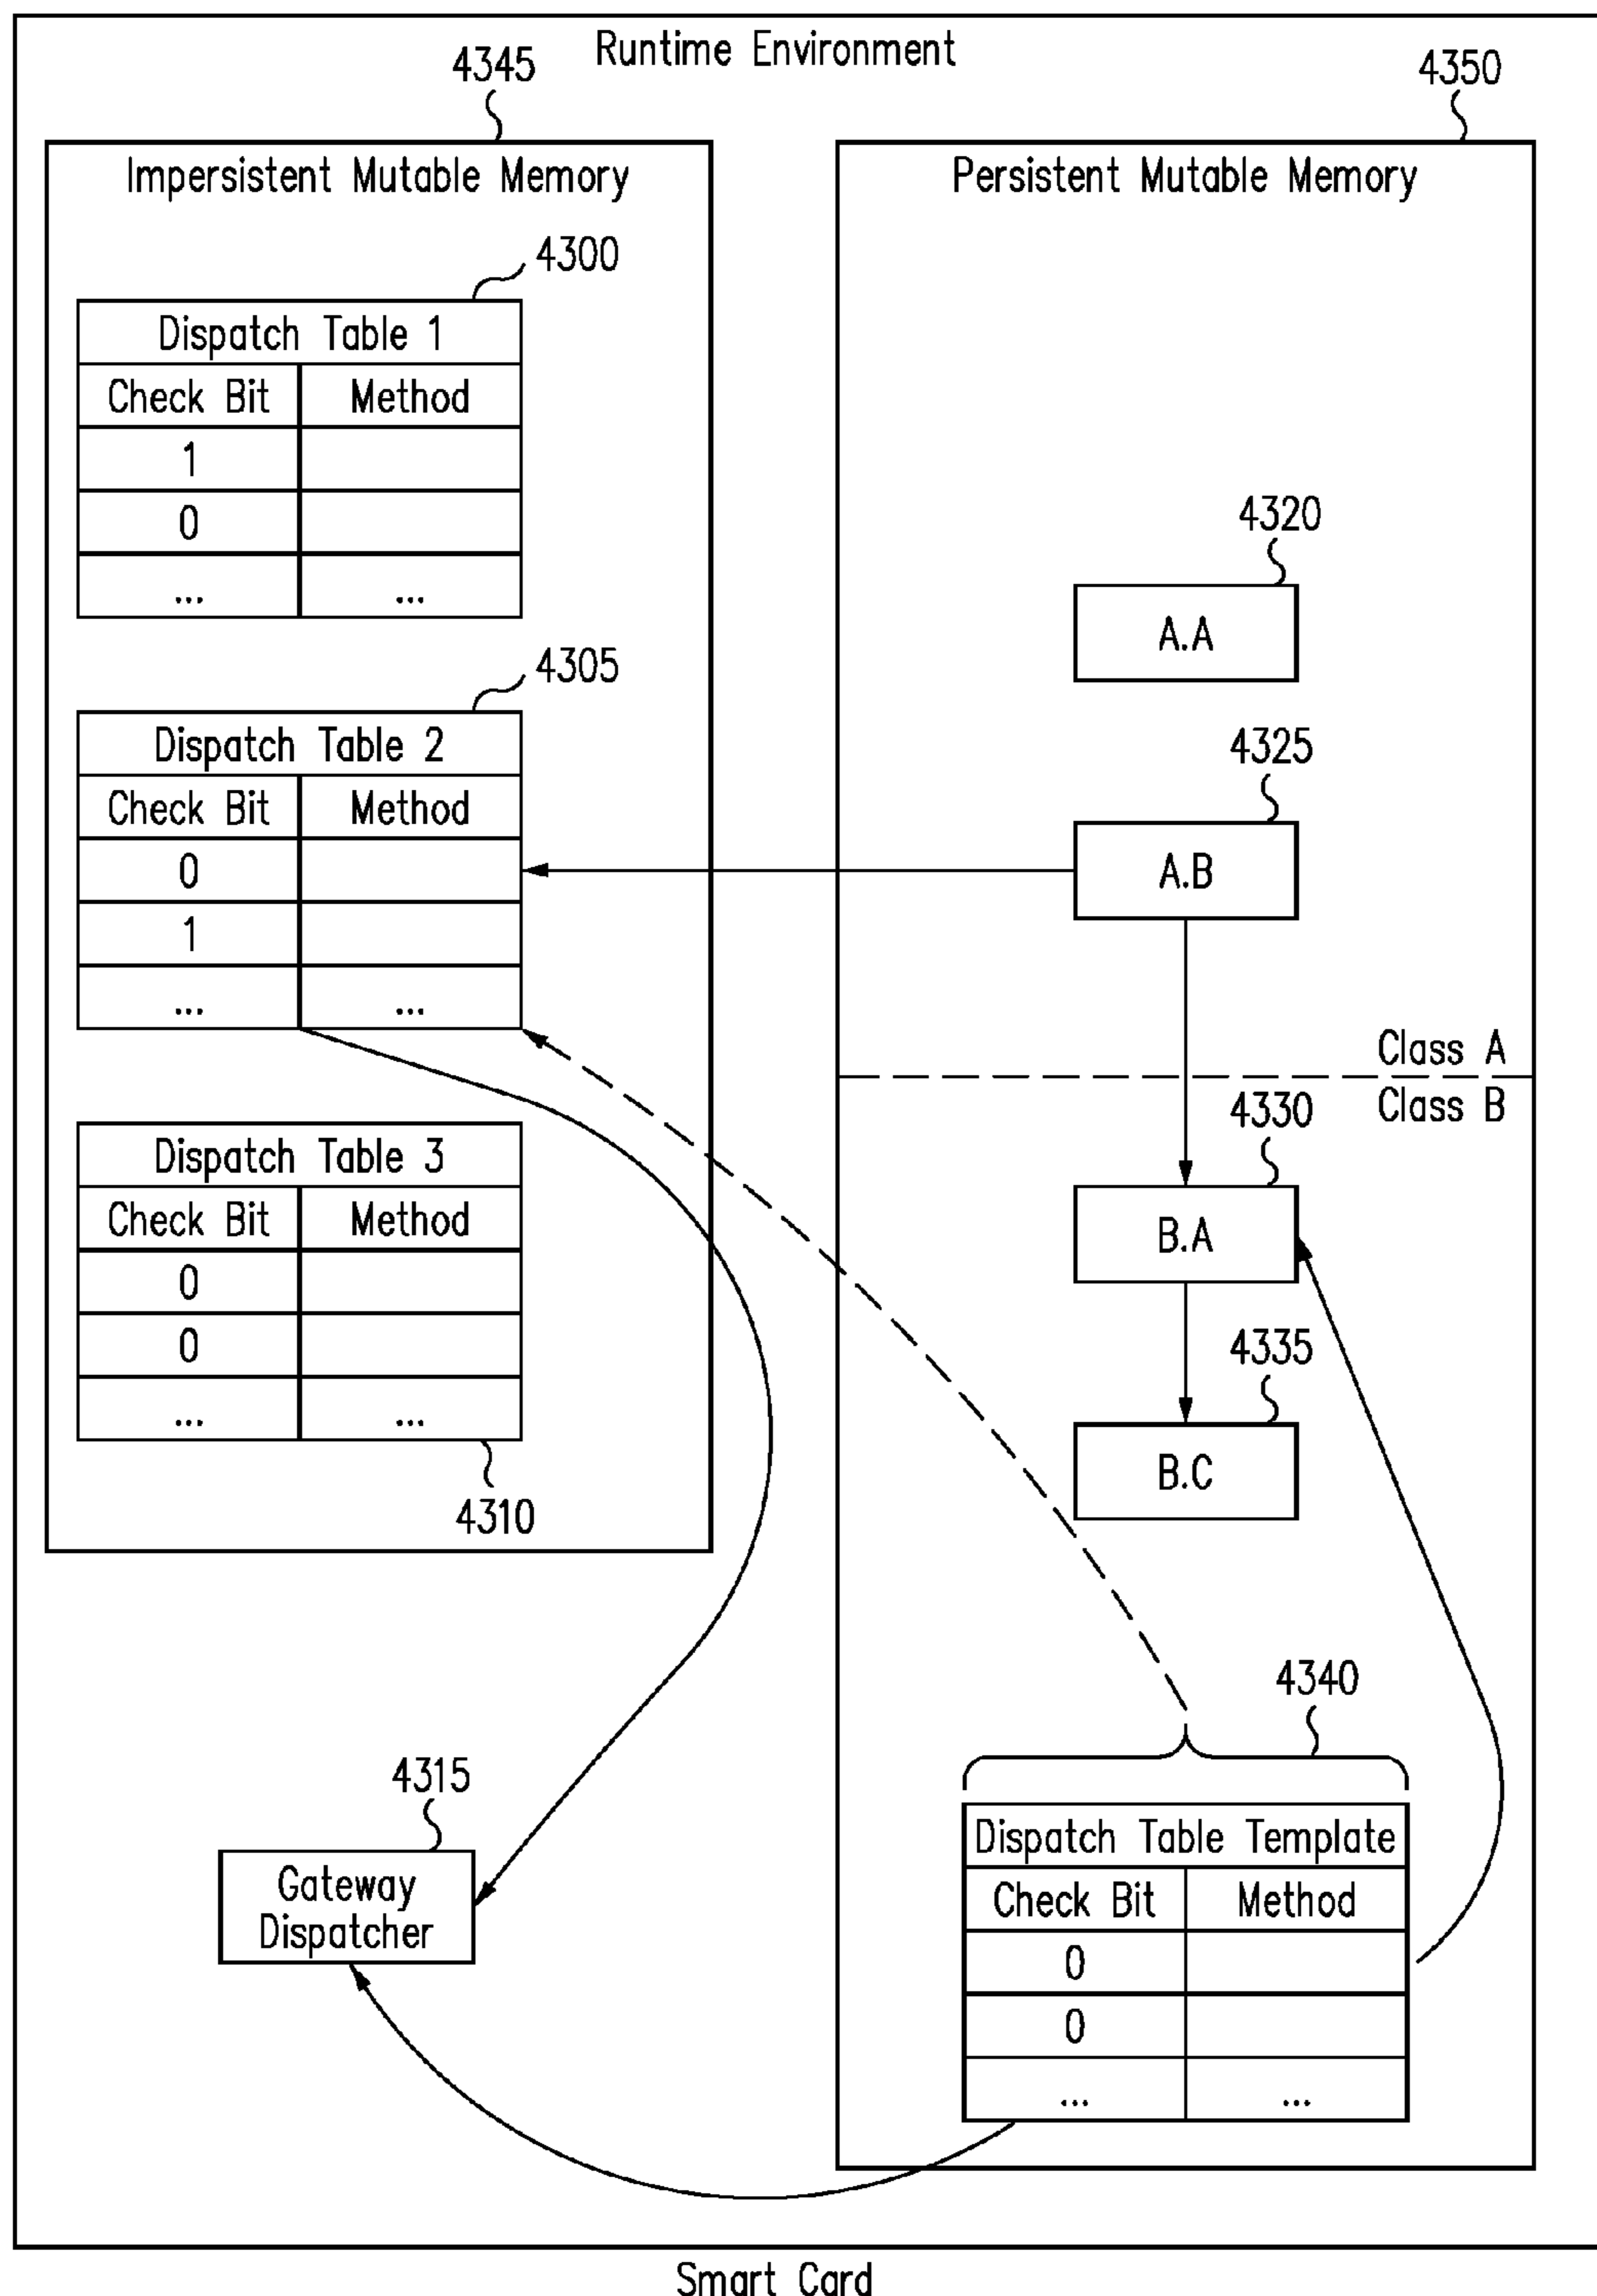 Runtime Environment
4345
4350
Impersistent Mutable Memory
Persistent Mutable Memory
4300
Dispatch Table 1
Check Bit Method
1
0
... ...
4320
A.A
4305
Dispatch Table 2
Check Bit Method
0
1
... ...
4325
A.B
Class A
Class B
4330
B.A
Dispatch Table 3
Check Bit Method
0
0
... ...
4310
4335
B.C
4340
Dispatch Table Template
Check Bit Method
0
0
... ...
4315
Gateway
Dispatcher
Smart Card